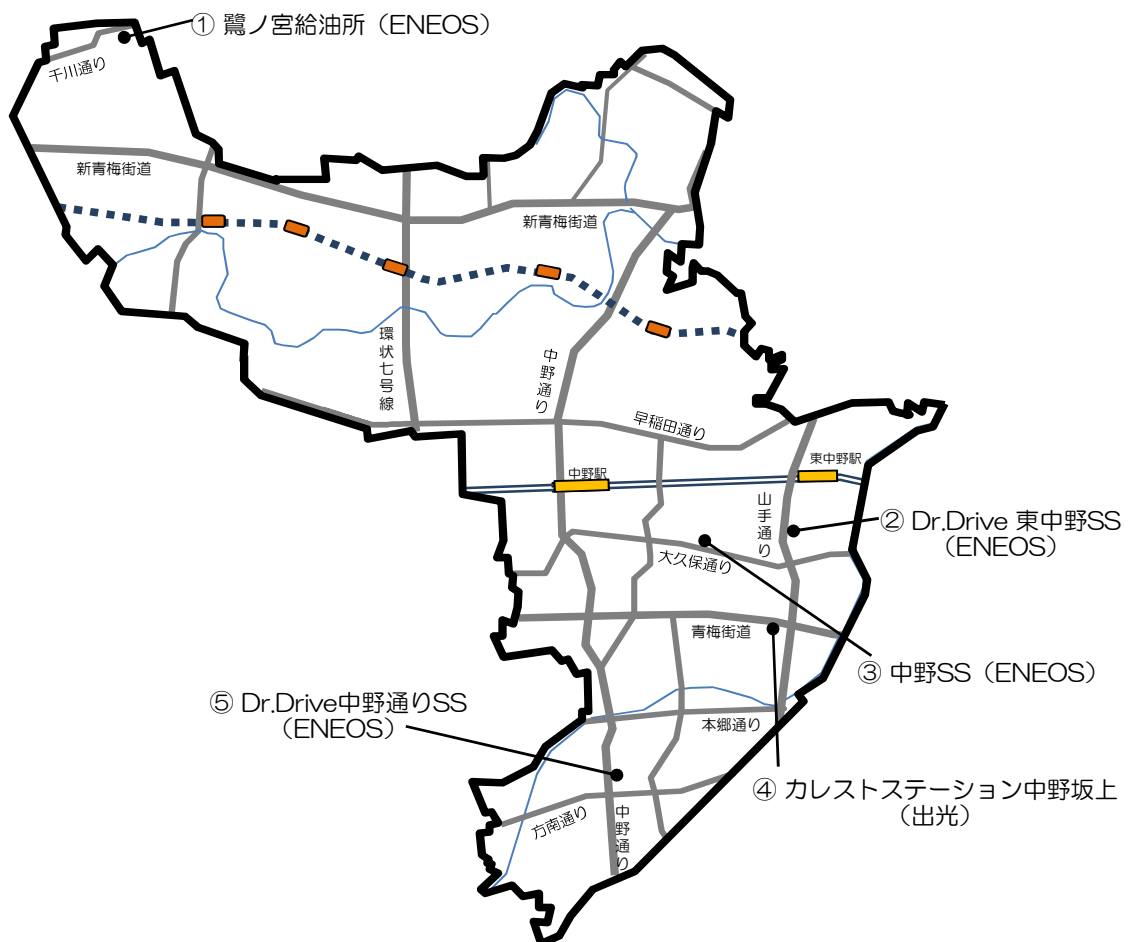 ① 鷺ノ宮給油所（ENEOS）
千川通り
新青梅街道
新青梅街道
環状七号線
中野通り
早稲田通り
中野駅
東中野駅
山手通り
② Dr.Drive 東中野SS
（ENEOS）
大久保通り
青梅街道
③ 中野SS（ENEOS）
⑤ Dr.Drive中野通りSS
（ENEOS）
本郷通り
④ カレストステーション中野坂上
（出光）
方南通り
中野通り